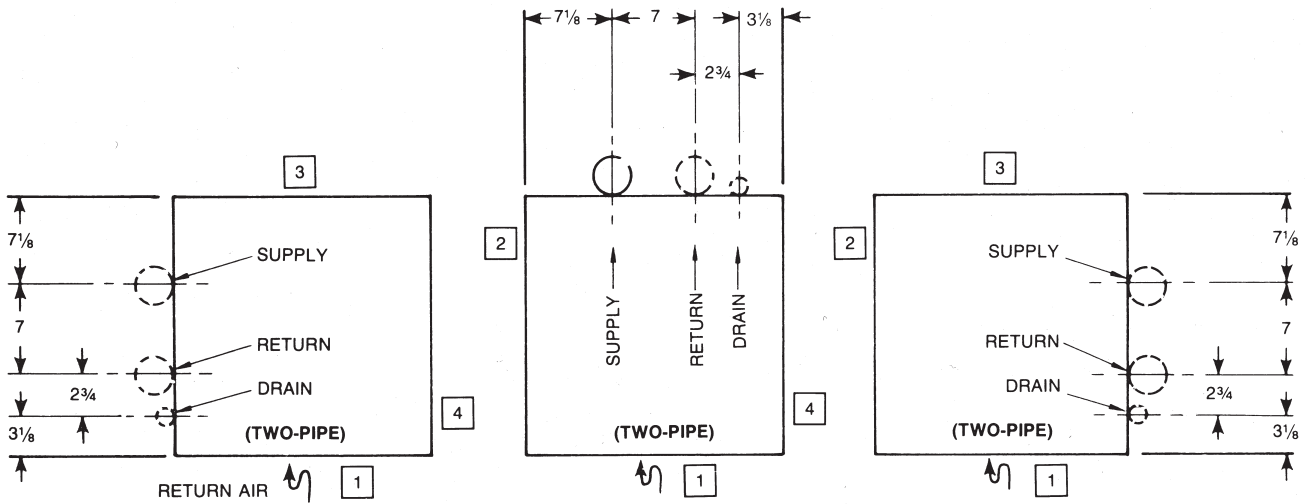 7⅛ 7 3⅛
2¾
3
7⅛
SUPPLY
7
RETURN
2¾
DRAIN
3⅛
4
(TWO-PIPE)
RETURN AIR
1
2
SUPPLY
RETURN
DRAIN
4
(TWO-PIPE)
1
3
2
SUPPLY
7⅛
RETURN
7
DRAIN
2¾
(TWO-PIPE)
3⅛
1